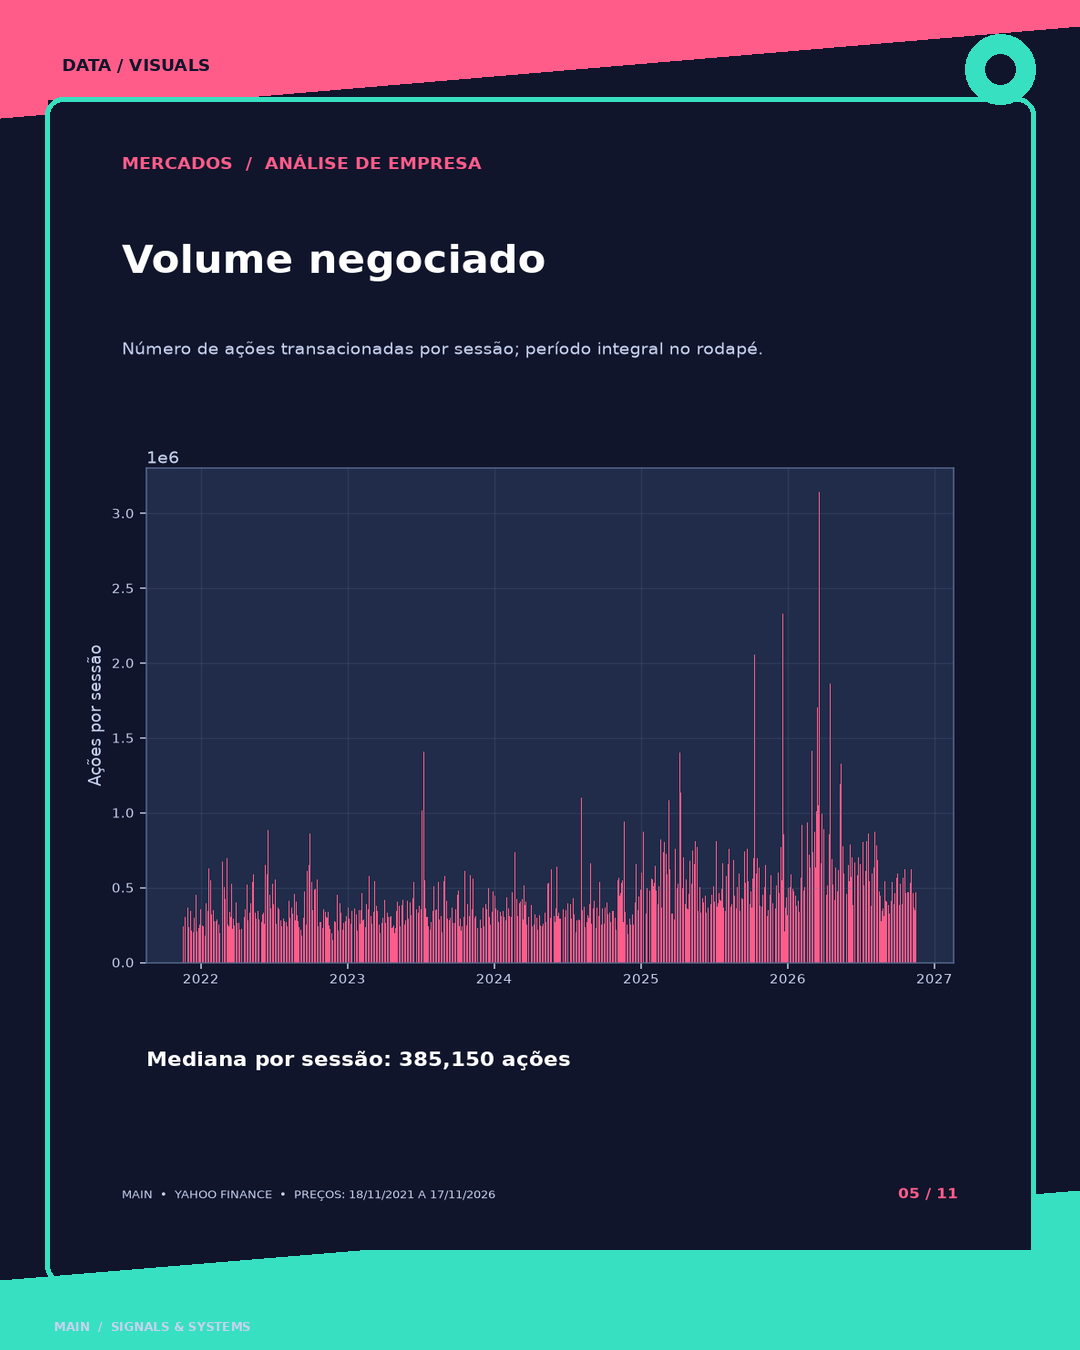 DATA / VISUALS
MERCADOS / ANÁLISE DE EMPRESA
Volume negociado
Número de ações transacionadas por sessão; período integral no rodapé.
1e6
3.0
2.5
2.0
1.5
1.0
0.5
0.0
Ações por sessão
2022 2023 2024 2025 2026 2027
Mediana por sessão: 385,150 ações
MAIN • YAHOO FINANCE • PREÇOS: 18/11/2021 A 17/11/2026
05 / 11
MAIN / SIGNALS & SYSTEMS